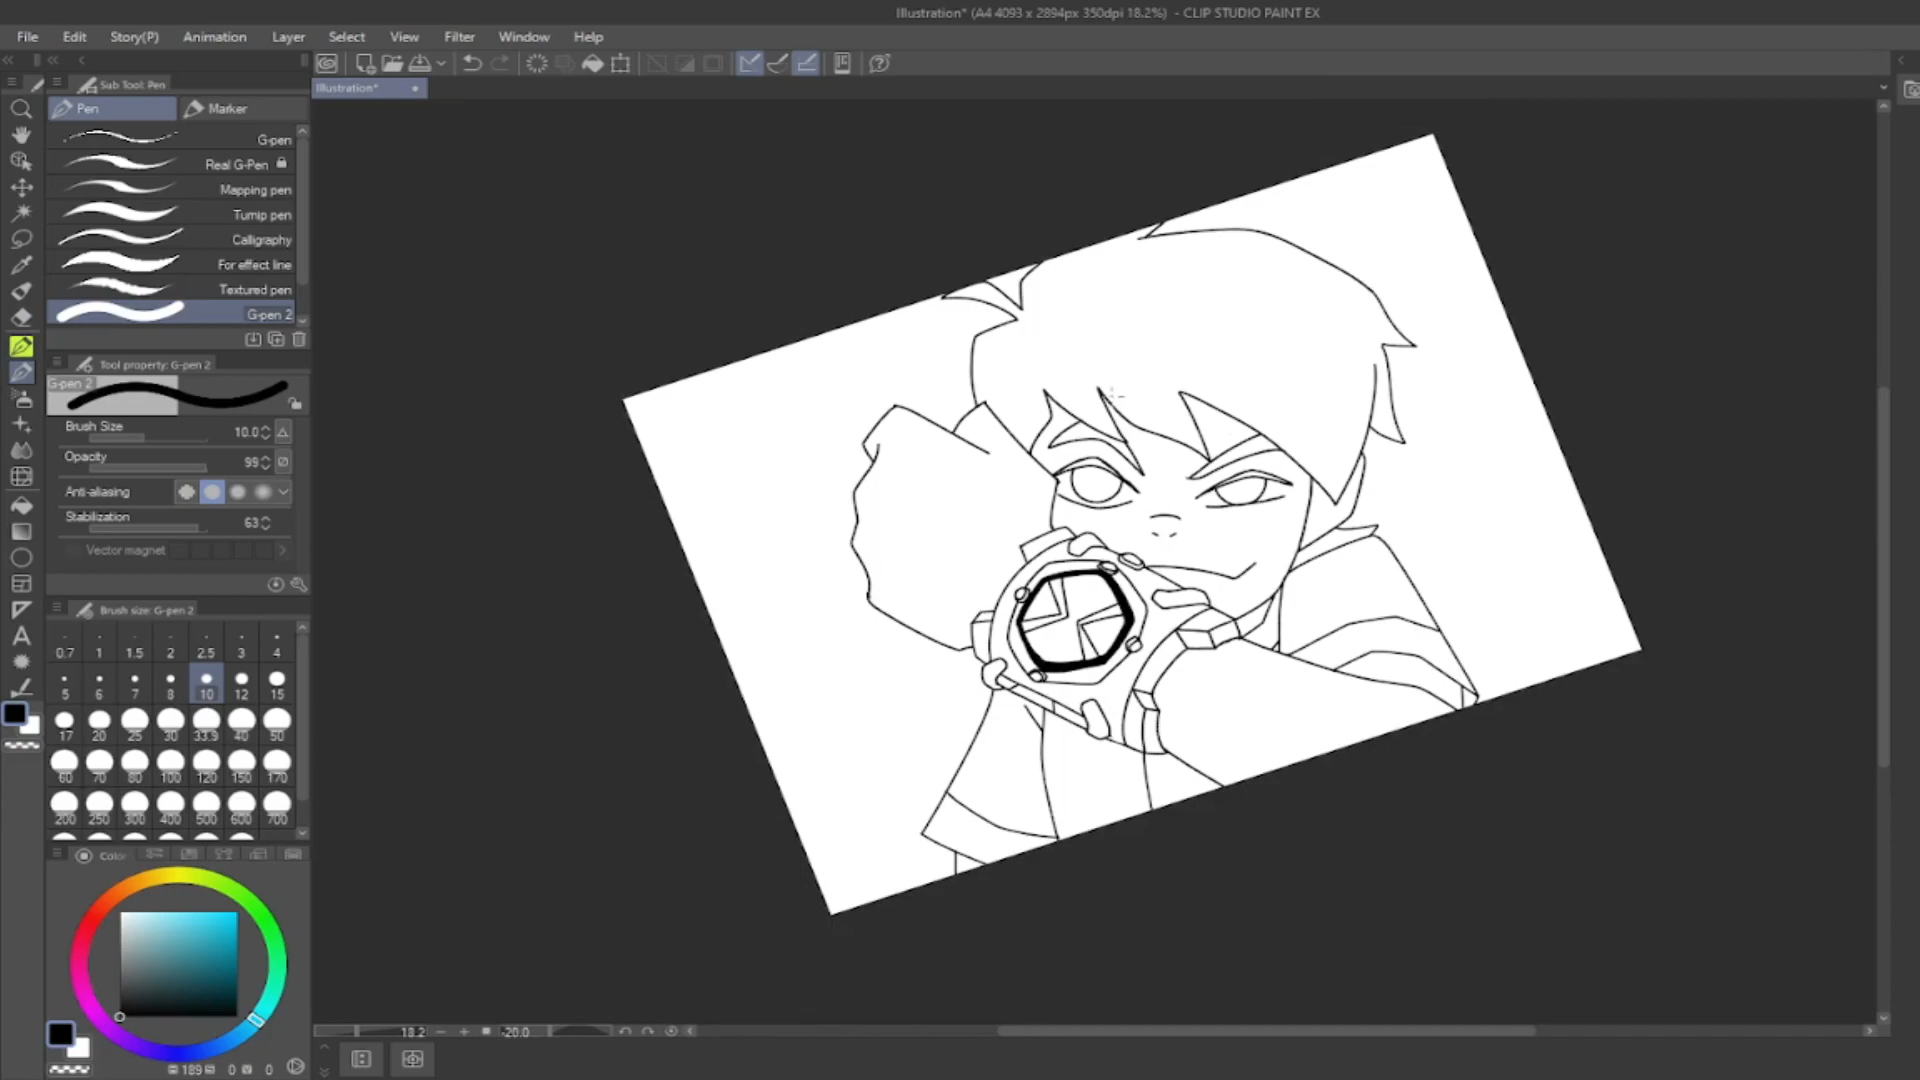 Illustration* (A4 4093 x 2894px 350dpi 18.2%) - CLIP STUDIO PAINT EX
File Edit Story(P) Animation Layer Select View Filter Window Help
Sub Tool: Pen
Illustration*
Pen Marker
G-pen
Real G-Pen
Mapping pen
Turnip pen
Calligraphy
For effect line
Textured pen
G-pen 2
Tool property: G-pen 2
G-pen 2
Brush Size 10.0
Opacity 99
Anti-aliasing
Stabilization 63
Vector magnet
Brush size: G-pen 2
0.7 1 1.5 2 2.5 3 4
5 6 7 8 10 12 15
17 20 25 30 33.9 40 50
60 70 80 100 120 150 170
200 250 300 400 500 600 700
Color
18.2 -20.0
189 0 0